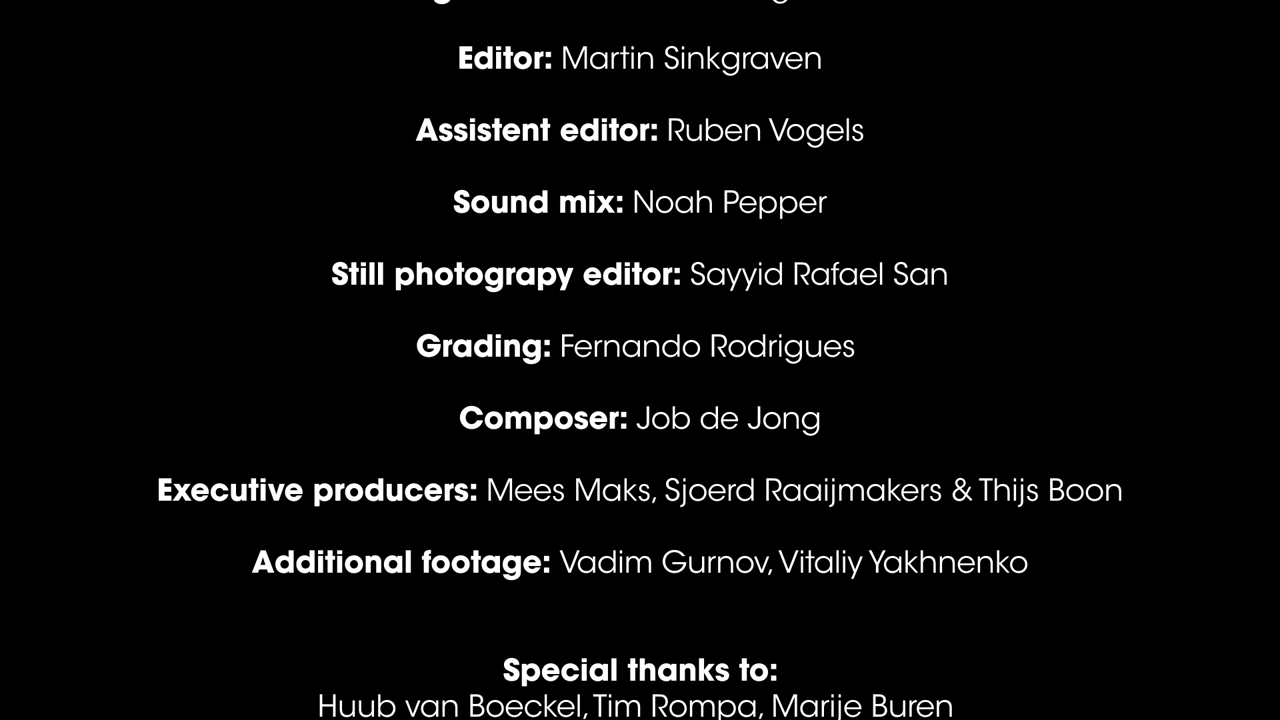 Editor: Martin Sinkgraven
Assistent editor: Ruben Vogels
Sound mix: Noah Pepper
Still photograpy editor: Sayyid Rafael San
Grading: Fernando Rodrigues
Composer: Job de Jong
Executive producers: Mees Maks, Sjoerd Raaijmakers & Thijs Boon
Additional footage: Vadim Gurnov, Vitaliy Yakhnenko
Special thanks to:
Huub van Boeckel, Tim Rompa, Marije Buren